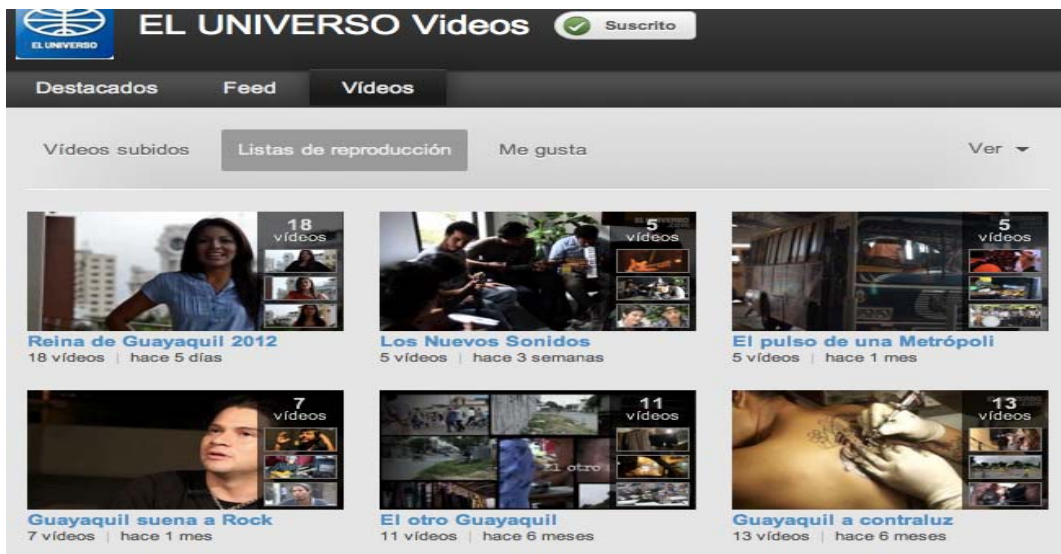 EL UNIVERSO
EL UNIVERSO Videos
Suscrito
Destacados Feed Vídeos
Vídeos subidos Listas de reproducción Me gusta Ver
18 vídeos
EL UNIVERSO
5 vídeos
5 vídeos
Reina de Guayaquil 2012
18 vídeos | hace 5 días
Los Nuevos Sonidos
5 vídeos | hace 3 semanas
El pulso de una Metrópoli
5 vídeos | hace 1 mes
7 vídeos
11 vídeos
El otro
13 vídeos
Guayaquil suena a Rock
7 vídeos | hace 1 mes
El otro Guayaquil
11 vídeos | hace 6 meses
Guayaquil a contraluz
13 vídeos | hace 6 meses